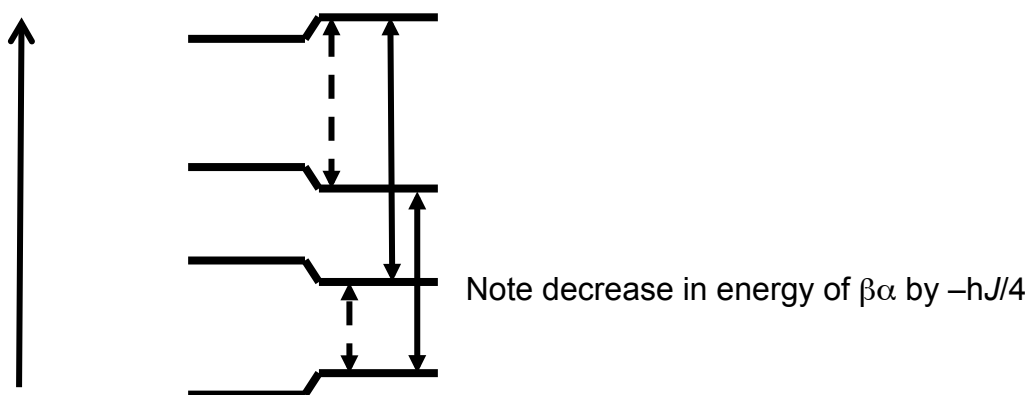 Note decrease in energy of βα by –hJ/4